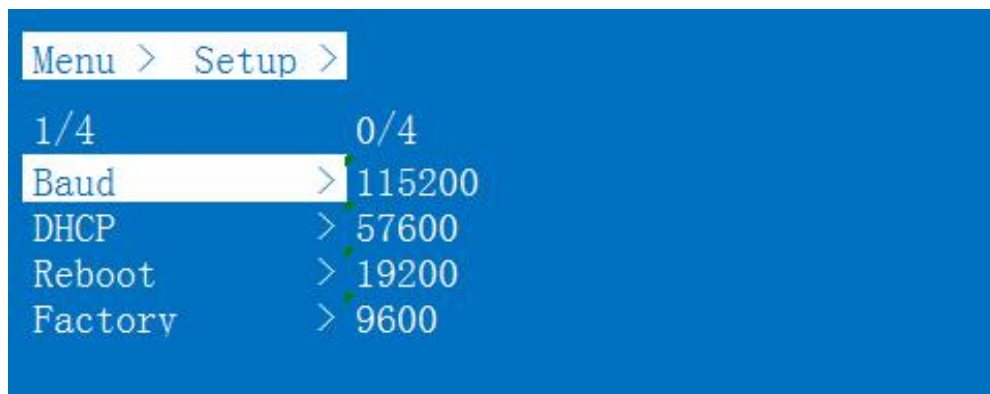 Menu > Setup >
1/4 0/4
Baud > 115200
DHCP > 57600
Reboot > 19200
Factory > 9600